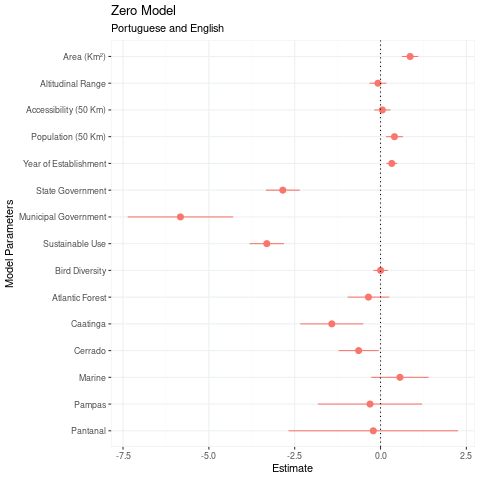 Zero Model
Portuguese and English
Model Parameters
Area (Km²)
Altitudinal Range
Accessibility (50 Km)
Population (50 Km)
Year of Establishment
State Government
Municipal Government
Sustainable Use
Bird Diversity
Atlantic Forest
Caatinga
Cerrado
Marine
Pampas
Pantanal
-7.5 -5.0 -2.5 0.0 2.5
Estimate